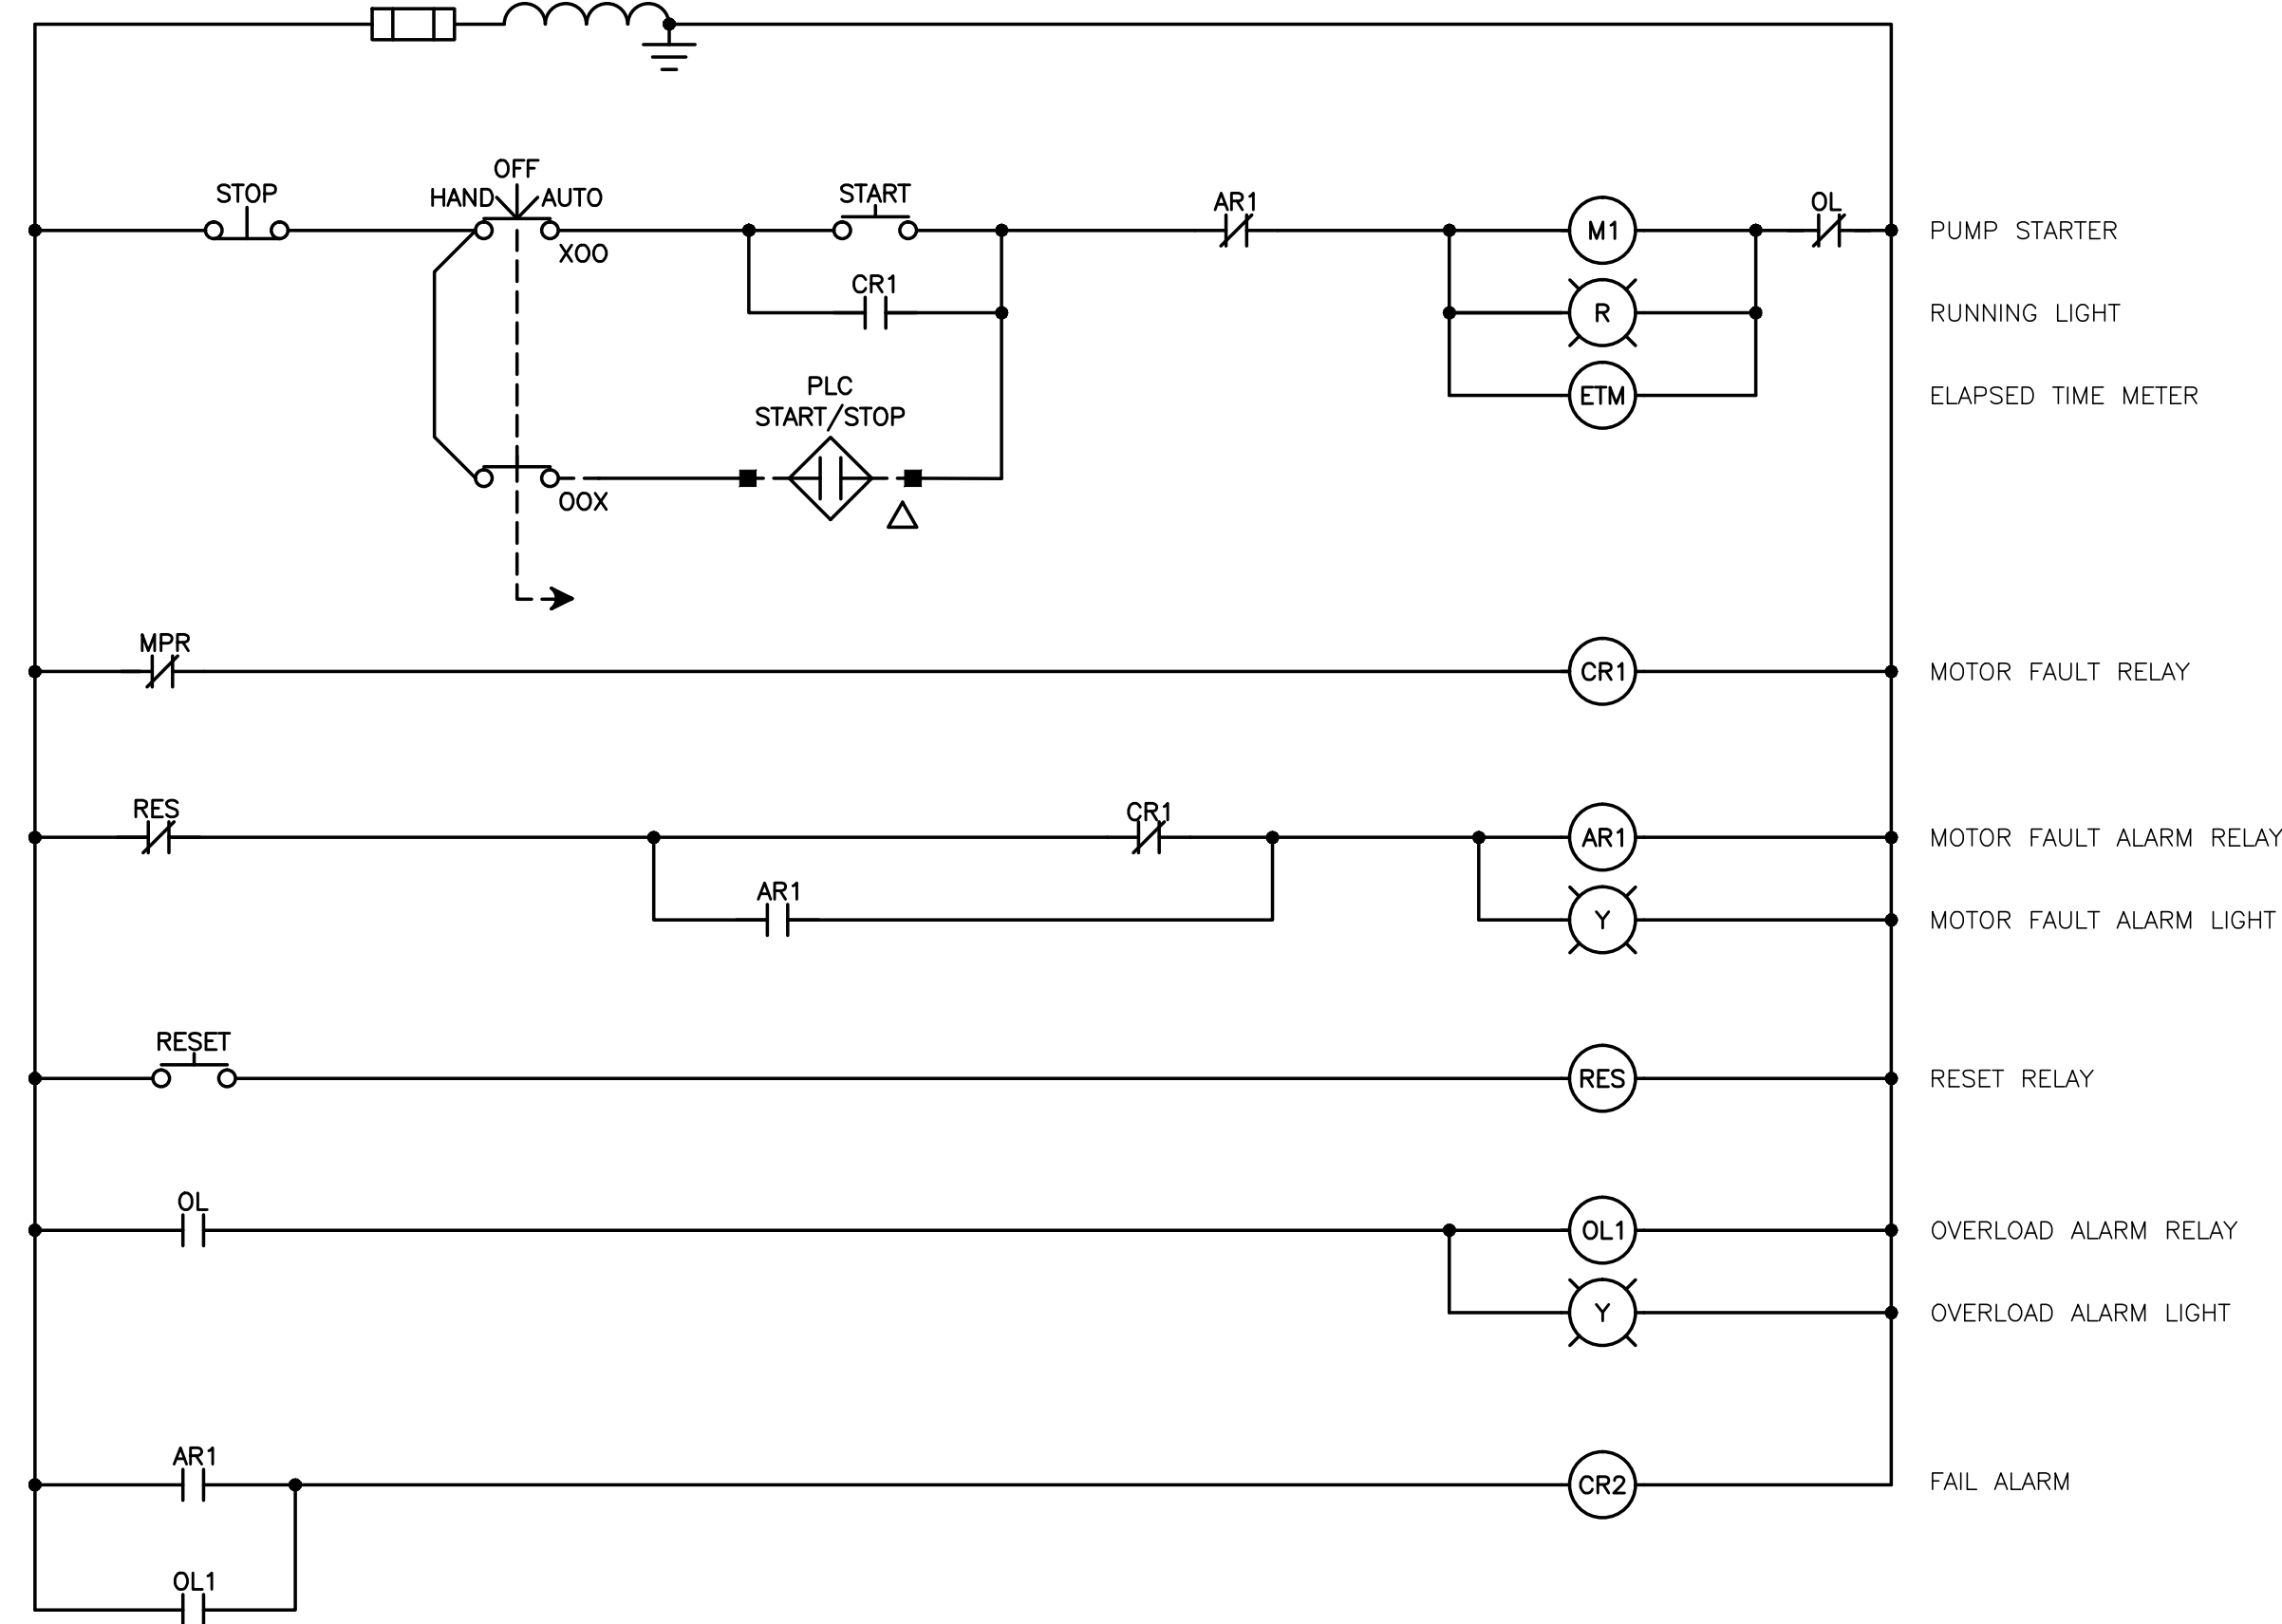 OFF
STOP
HAND
AUTO
START
AR1
OL
XOO
M1
PUMP STARTER
CR1
R
RUNNING LIGHT
PLC
START/STOP
ETM
ELAPSED TIME METER
OOX
MPR
CR1
MOTOR FAULT RELAY
RES
CR1
AR1
MOTOR FAULT ALARM RELAY
AR1
Y
MOTOR FAULT ALARM LIGHT
RESET
RES
RESET RELAY
OL
OL1
OVERLOAD ALARM RELAY
Y
OVERLOAD ALARM LIGHT
AR1
CR2
FAIL ALARM
OL1